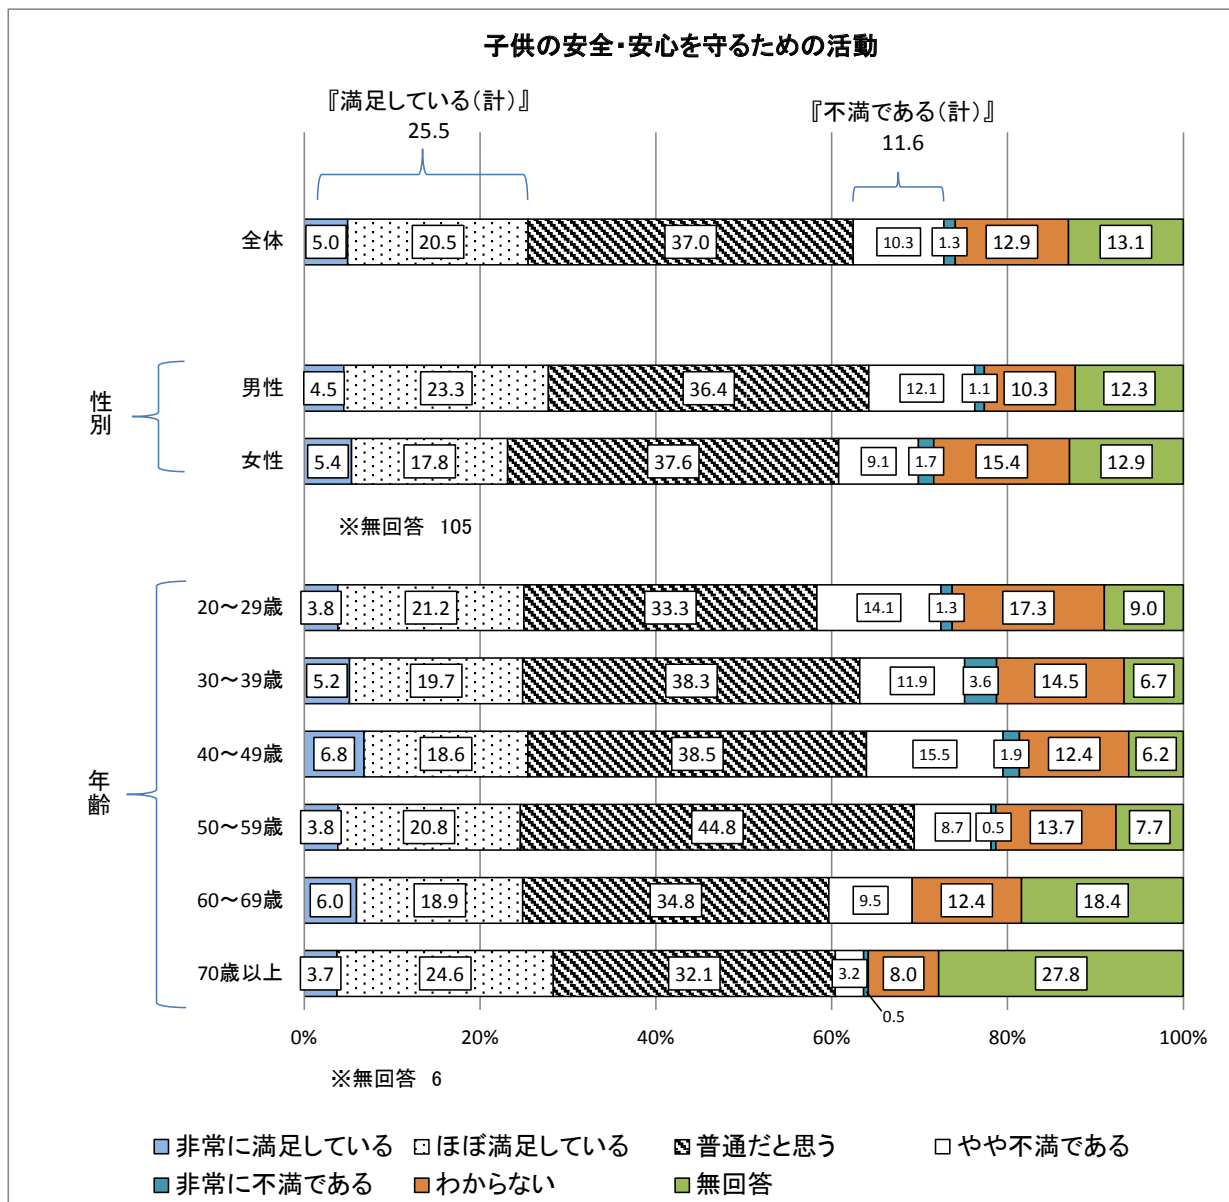 子供の安全・安心を守るための活動
『満足している(計)』
25.5
『不満である(計)』
11.6
全体 5.0 20.5 37.0 10.3 1.3 12.9 13.1
性別
男性 4.5 23.3 36.4 12.1 1.1 10.3 12.3
女性 5.4 17.8 37.6 9.1 1.7 15.4 12.9
※無回答 105
年齢
20～29歳 3.8 21.2 33.3 14.1 1.3 17.3 9.0
30～39歳 5.2 19.7 38.3 11.9 3.6 14.5 6.7
40～49歳 6.8 18.6 38.5 15.5 1.9 12.4 6.2
50～59歳 3.8 20.8 44.8 8.7 0.5 13.7 7.7
60～69歳 6.0 18.9 34.8 9.5 12.4 18.4
70歳以上 3.7 24.6 32.1 3.2 8.0 27.8
0.5
0% 20% 40% 60% 80% 100%
※無回答 6
非常に満足している ほぼ満足している 普通だと思う やや不満である
非常に不満である わからない 無回答